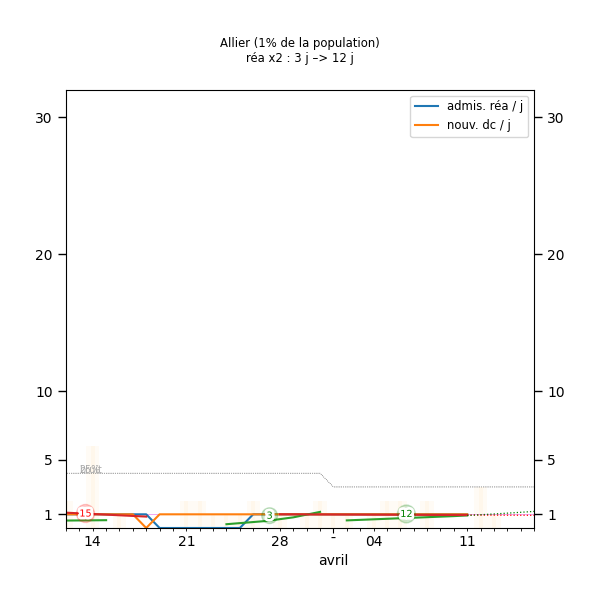 Allier (1% de la population)
réa x2 : 3 j –> 12 j
admis. réa / j
nouv. dc / j
30 30
20 20
10 10
5 5
1 1
15 3 12
14 21 28 - 04 11
avril